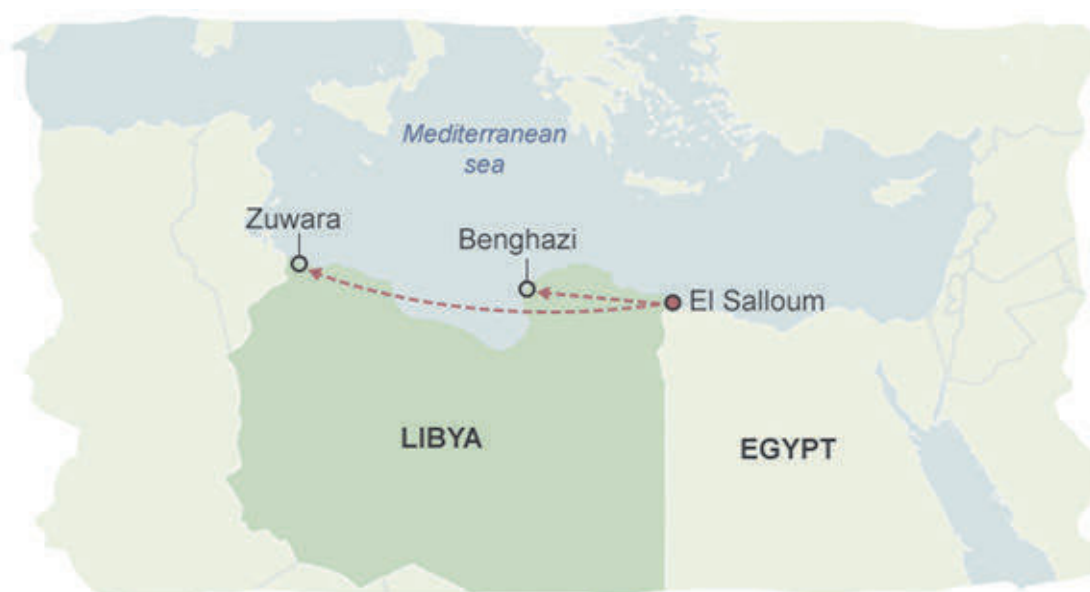 Mediterranean
sea
Zuwara
Benghazi
El Salloum
LIBYA
EGYPT